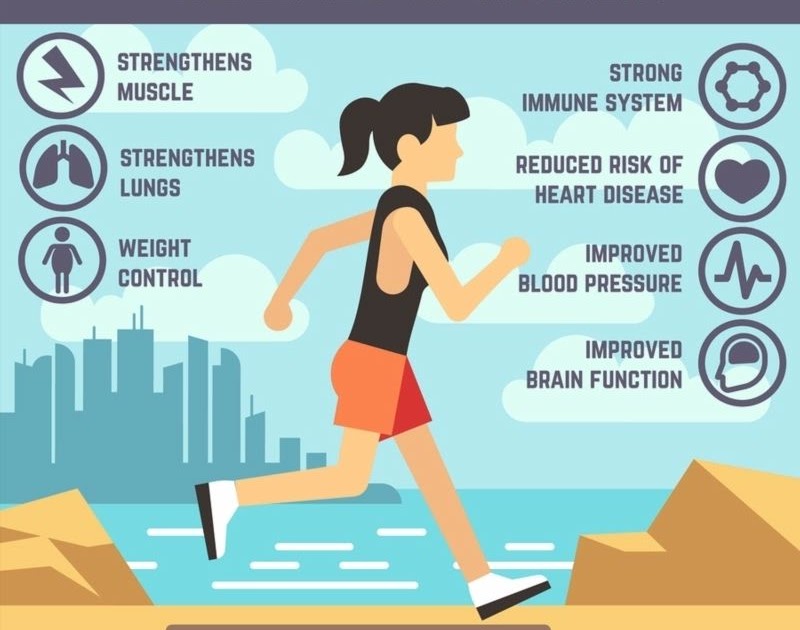 STRENGTHENS
MUSCLE
STRENGTHENS
LUNGS
WEIGHT
CONTROL
STRONG
IMMUNE SYSTEM
REDUCED RISK OF
HEART DISEASE
IMPROVED
BLOOD PRESSURE
IMPROVED
BRAIN FUNCTION